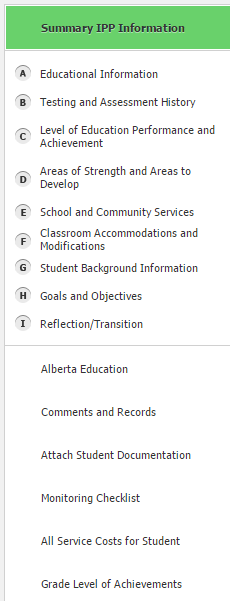 Summary IPP Information
A Educational Information
B Testing and Assessment History
C Level of Education Performance and
Achievement
D Areas of Strength and Areas to
Develop
E School and Community Services
F Classroom Accommodations and
Modifications
G Student Background Information
H Goals and Objectives
I Reflection/Transition
Alberta Education
Comments and Records
Attach Student Documentation
Monitoring Checklist
All Service Costs for Student
Grade Level of Achievements